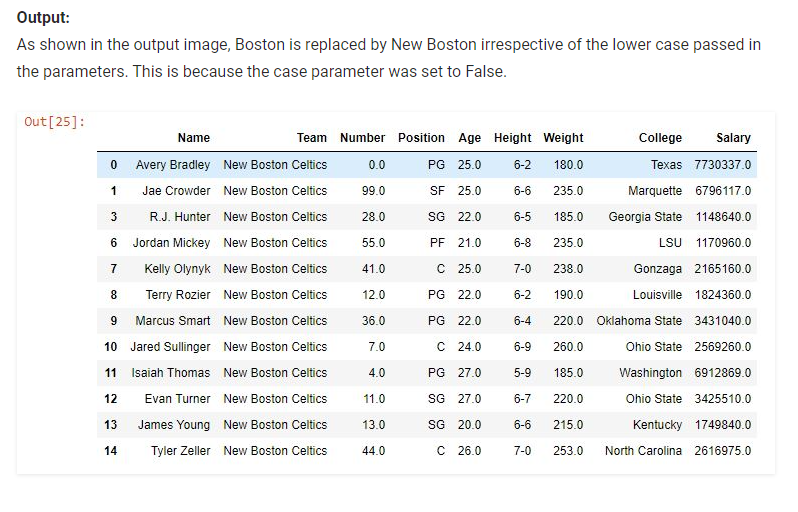 Output:
As shown in the output image, Boston is replaced by New Boston irrespective of the lower case passed in
the parameters. This is because the case parameter was set to False.
Out[25]:
Name Team Number Position Age Height Weight College Salary
0 Avery Bradley New Boston Celtics 0.0 PG 25.0 6-2 180.0 Texas 7730337.0
1 Jae Crowder New Boston Celtics 99.0 SF 25.0 6-6 235.0 Marquette 6796117.0
3 R.J. Hunter New Boston Celtics 28.0 SG 22.0 6-5 185.0 Georgia State 1148640.0
6 Jordan Mickey New Boston Celtics 55.0 PF 21.0 6-8 235.0 LSU 1170960.0
7 Kelly Olynyk New Boston Celtics 41.0 C 25.0 7-0 238.0 Gonzaga 2165160.0
8 Terry Rozier New Boston Celtics 12.0 PG 22.0 6-2 190.0 Louisville 1824360.0
9 Marcus Smart New Boston Celtics 36.0 PG 22.0 6-4 220.0 Oklahoma State 3431040.0
10 Jared Sullinger New Boston Celtics 7.0 C 24.0 6-9 260.0 Ohio State 2569260.0
11 Isaiah Thomas New Boston Celtics 4.0 PG 27.0 5-9 185.0 Washington 6912869.0
12 Evan Turner New Boston Celtics 11.0 SG 27.0 6-7 220.0 Ohio State 3425510.0
13 James Young New Boston Celtics 13.0 SG 20.0 6-6 215.0 Kentucky 1749840.0
14 Tyler Zeller New Boston Celtics 44.0 C 26.0 7-0 253.0 North Carolina 2616975.0